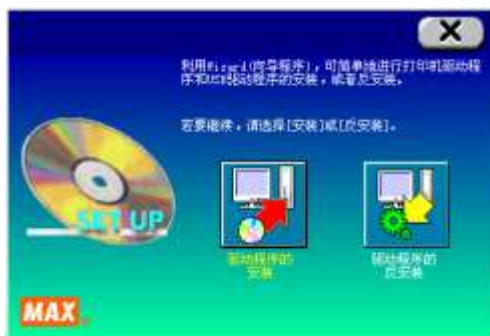 利用Wizard(向导程序)，可简单地进行打印机驱动程
序和USB驱动程序的安装，或者反安装。
若要继续，请选择[安装]或[反安装]。
SET UP
驱动程序的
安装
驱动程序的
反安装
MAX